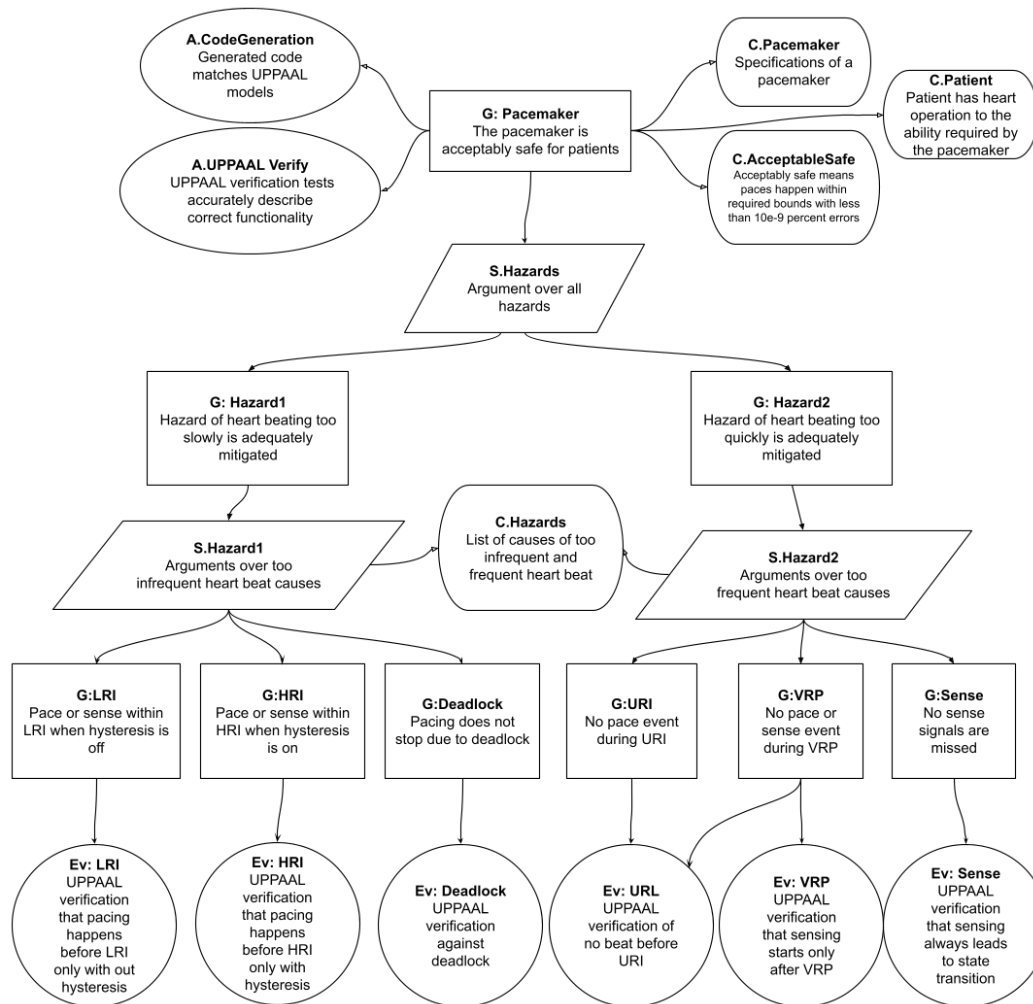 A.CodeGeneration
Generated code
matches UPPAAL
models
C.Pacemaker
Specifications of a
pacemaker
C.Patient
Patient has heart
operation to the
ability required by
the pacemaker
G: Pacemaker
The pacemaker is
acceptably safe for patients
A.UPPAAL Verify
UPPAAL verification tests
accurately describe
correct functionality
C.AcceptableSafe
Acceptably safe means
paces happen within
required bounds with less
than 10e-9 percent errors
S.Hazards
Argument over all
hazards
G: Hazard1
Hazard of heart beating too
slowly is adequately
mitigated
G: Hazard2
Hazard of heart beating too
quickly is adequately
mitigated
C.Hazards
List of causes of too
infrequent and
frequent heart beat
S.Hazard1
Arguments over too
infrequent heart beat causes
S.Hazard2
Arguments over too
frequent heart beat causes
G:LRI
Pace or sense within
LRI when hysteresis is
off
G:HRI
Pace or sense within
HRI when hysteresis
is on
G:Deadlock
Pacing does not
stop due to deadlock
G:URI
No pace event
during URI
G:VRP
No pace or
sense event
during VRP
G:Sense
No sense
signals are
missed
Ev: LRI
UPPAAL
verification
that pacing
happens
before LRI
only with out
hysteresis
Ev: HRI
UPPAAL
verification
that pacing
happens
before HRI
only with
hysteresis
Ev: Deadlock
UPPAAL
verification
against
deadlock
Ev: URL
UPPAAL
verification of
no beat before
URI
Ev: VRP
UPPAAL
verification
that sensing
starts only
after VRP
Ev: Sense
UPPAAL
verification
that sensing
always leads
to state
transition